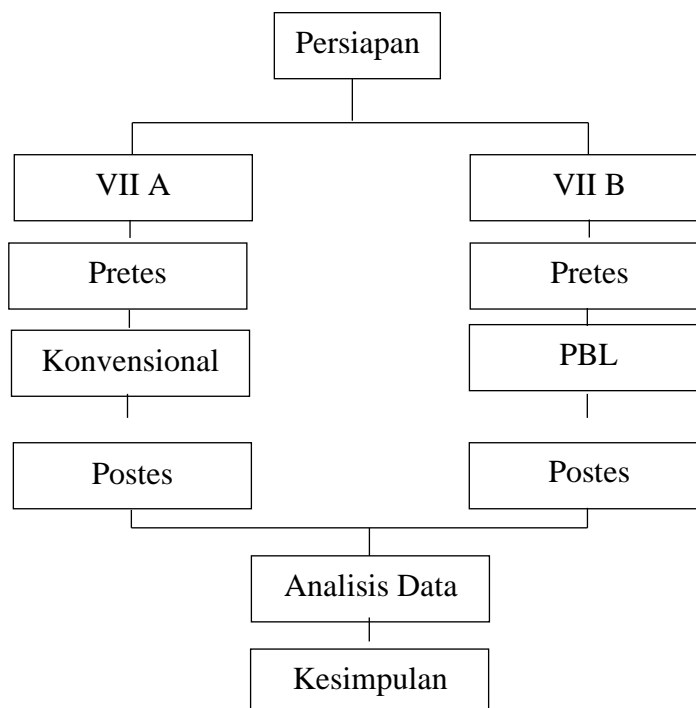 Persiapan
VII A
VII B
Pretes
Pretes
Konvensional
PBL
Postes
Postes
Analisis Data
Kesimpulan